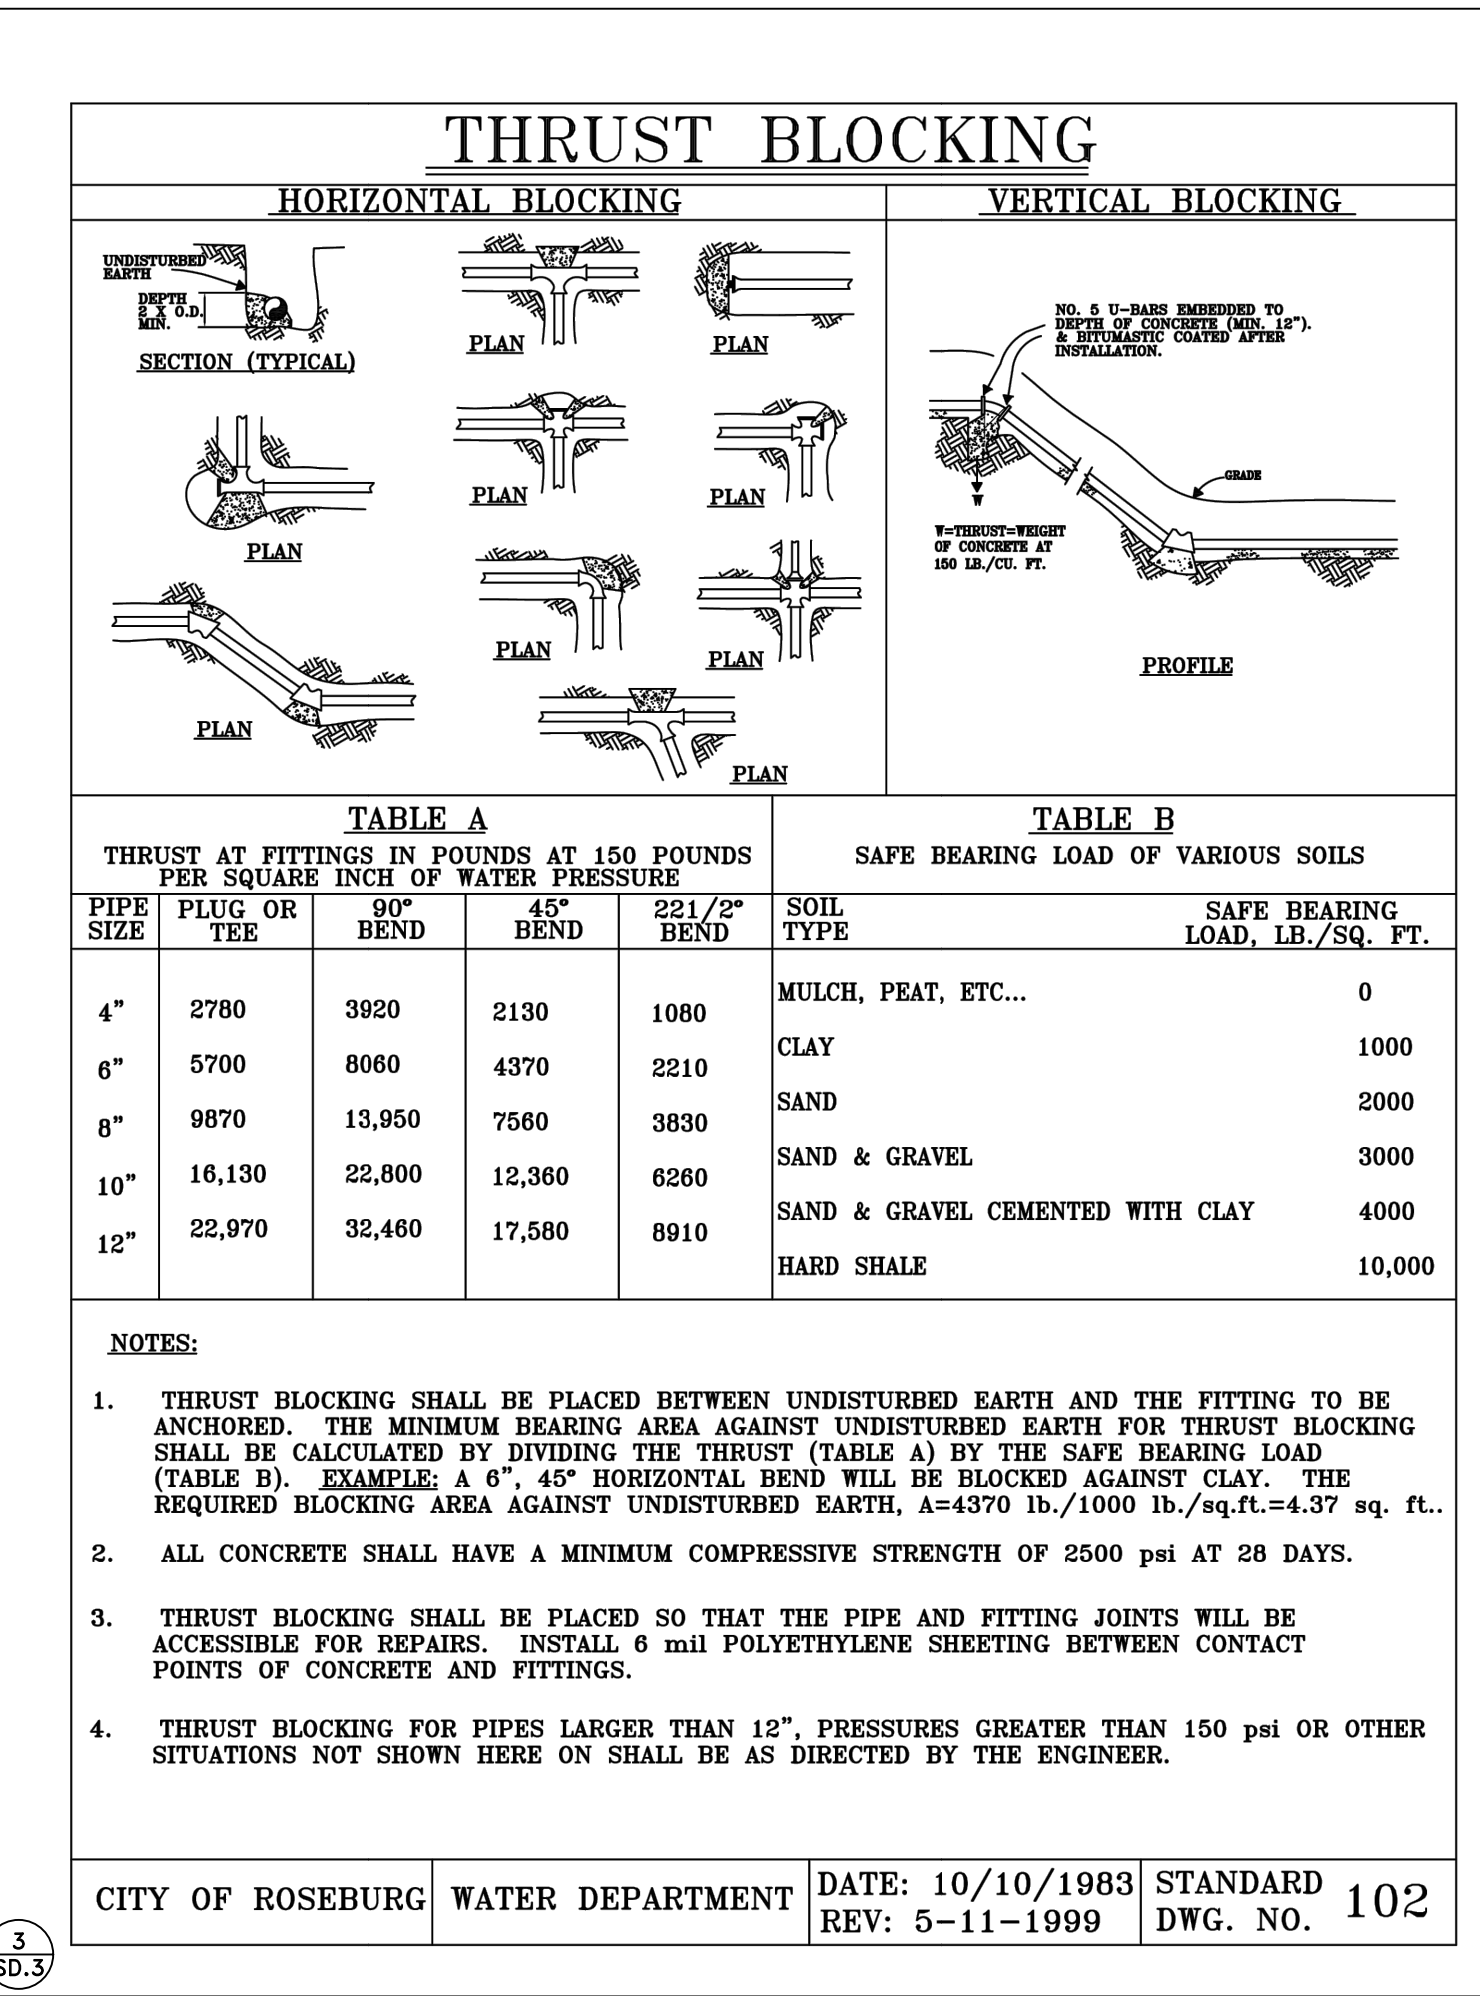 THRUST BLOCKING
HORIZONTAL BLOCKING
VERTICAL BLOCKING
UNDISTURBED
EARTH
DEPTH
2 X O.D.
MIN.
SECTION (TYPICAL)
PLAN
PLAN
PLAN
PLAN
PLAN
PLAN
PLAN
PLAN
PLAN
NO. 5 U-BARS EMBEDDED TO
DEPTH OF CONCRETE (MIN. 12").
& BITUMASTIC COATED AFTER
INSTALLATION.
GRADE
W
W=THRUST=WEIGHT
OF CONCRETE AT
150 LB./CU. FT.
PROFILE
TABLE A
THRUST AT FITTINGS IN POUNDS AT 150 POUNDS
PER SQUARE INCH OF WATER PRESSURE
PIPE SIZE PLUG OR TEE 90° BEND 45° BEND 221/2° BEND
4" 2780 3920 2130 1080
6" 5700 8060 4370 2210
8" 9870 13,950 7560 3830
10" 16,130 22,800 12,360 6260
12" 22,970 32,460 17,580 8910
TABLE B
SAFE BEARING LOAD OF VARIOUS SOILS
SOIL TYPE SAFE BEARING LOAD, LB./SQ. FT.
MULCH, PEAT, ETC... 0
CLAY 1000
SAND 2000
SAND & GRAVEL 3000
SAND & GRAVEL CEMENTED WITH CLAY 4000
HARD SHALE 10,000
NOTES:
1. THRUST BLOCKING SHALL BE PLACED BETWEEN UNDISTURBED EARTH AND THE FITTING TO BE
ANCHORED. THE MINIMUM BEARING AREA AGAINST UNDISTURBED EARTH FOR THRUST BLOCKING
SHALL BE CALCULATED BY DIVIDING THE THRUST (TABLE A) BY THE SAFE BEARING LOAD
(TABLE B). EXAMPLE: A 6", 45° HORIZONTAL BEND WILL BE BLOCKED AGAINST CLAY. THE
REQUIRED BLOCKING AREA AGAINST UNDISTURBED EARTH, A=4370 lb./1000 lb./sq.ft.=4.37 sq. ft..
2. ALL CONCRETE SHALL HAVE A MINIMUM COMPRESSIVE STRENGTH OF 2500 psi AT 28 DAYS.
3. THRUST BLOCKING SHALL BE PLACED SO THAT THE PIPE AND FITTING JOINTS WILL BE
ACCESSIBLE FOR REPAIRS. INSTALL 6 mil POLYETHYLENE SHEETING BETWEEN CONTACT
POINTS OF CONCRETE AND FITTINGS.
4. THRUST BLOCKING FOR PIPES LARGER THAN 12", PRESSURES GREATER THAN 150 psi OR OTHER
SITUATIONS NOT SHOWN HERE ON SHALL BE AS DIRECTED BY THE ENGINEER.
CITY OF ROSEBURG
WATER DEPARTMENT
DATE: 10/10/1983
REV: 5-11-1999
STANDARD
DWG. NO. 102
3
SD.3